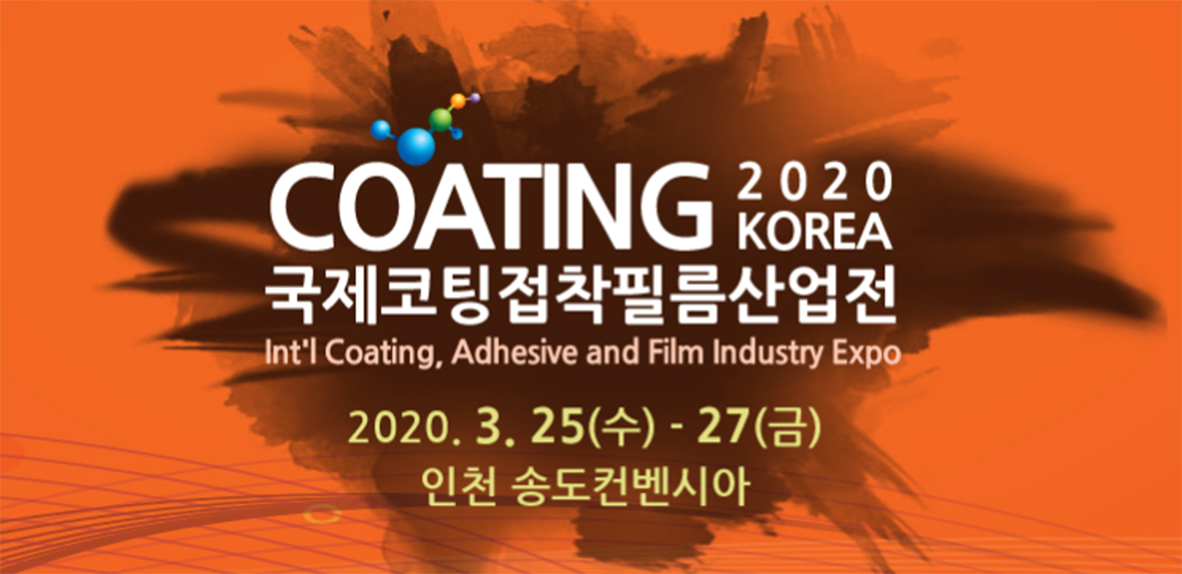 COATING 2020 KOREA
국제코팅접착필름산업전
Int'l Coating, Adhesive and Film Industry Expo
2020. 3. 25(수) - 27(금)
인천 송도컨벤시아